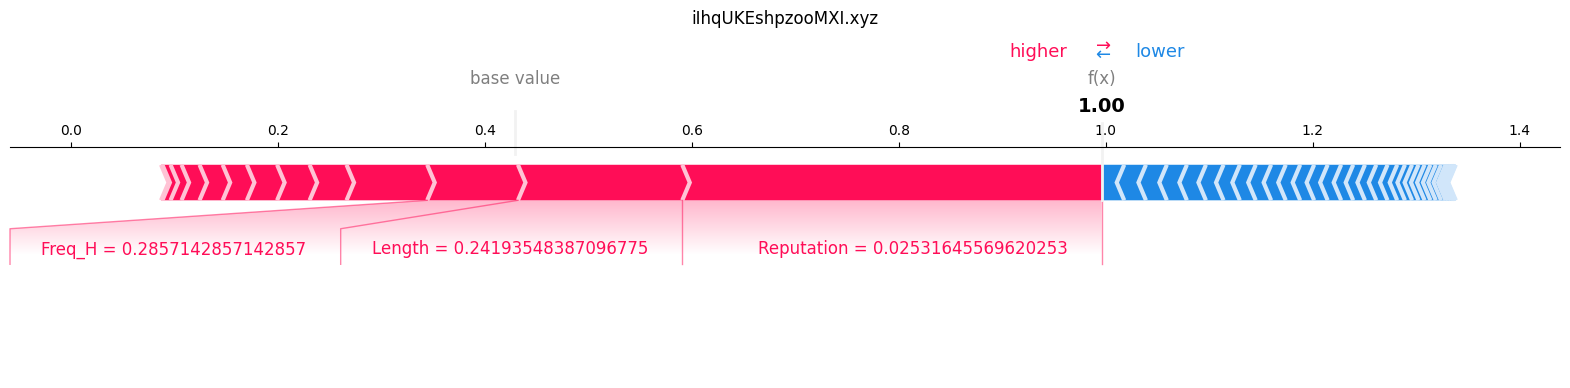 iIhqUKEshpzooMXI.xyz
higher ⇄ lower
base value f(x)
1.00
0.0 0.2 0.4 0.6 0.8 1.0 1.2 1.4
Freq_H = 0.2857142857142857 Length = 0.24193548387096775 Reputation = 0.02531645569620253